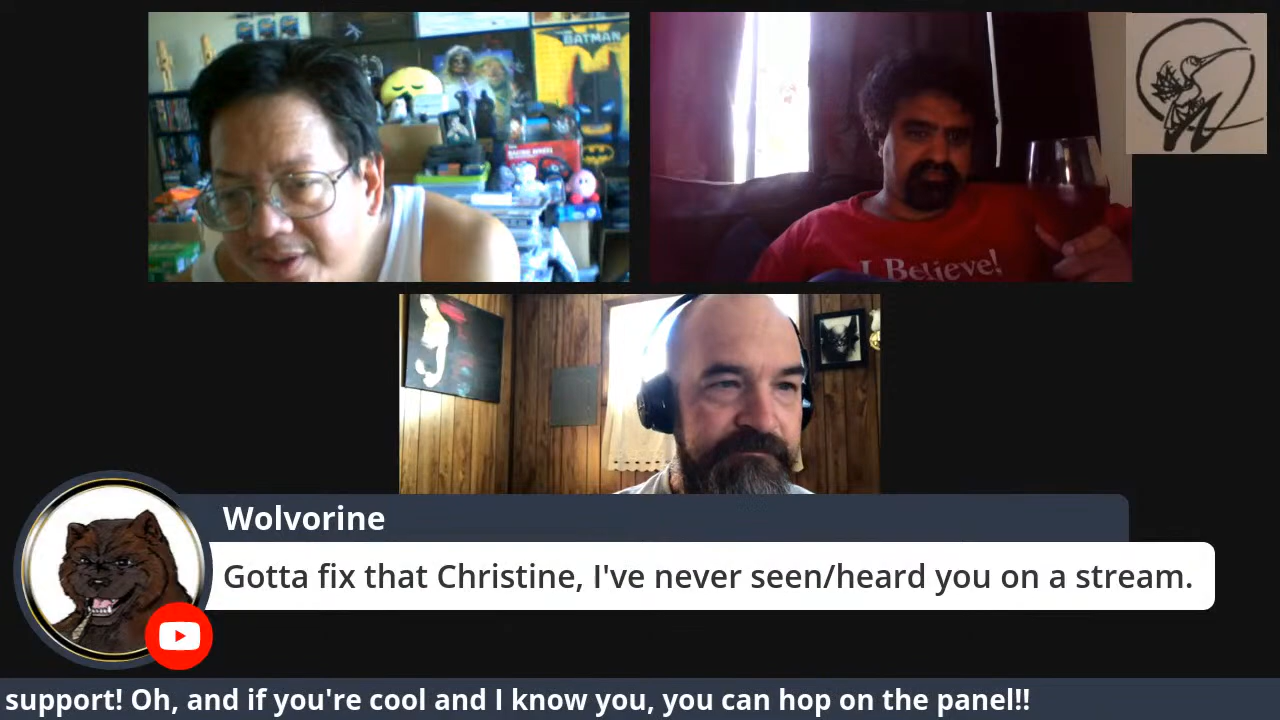 BATMAN
I Believe!
Wolvorine
Gotta fix that Christine, I've never seen/heard you on a stream.
support! Oh, and if you're cool and I know you, you can hop on the panel!!